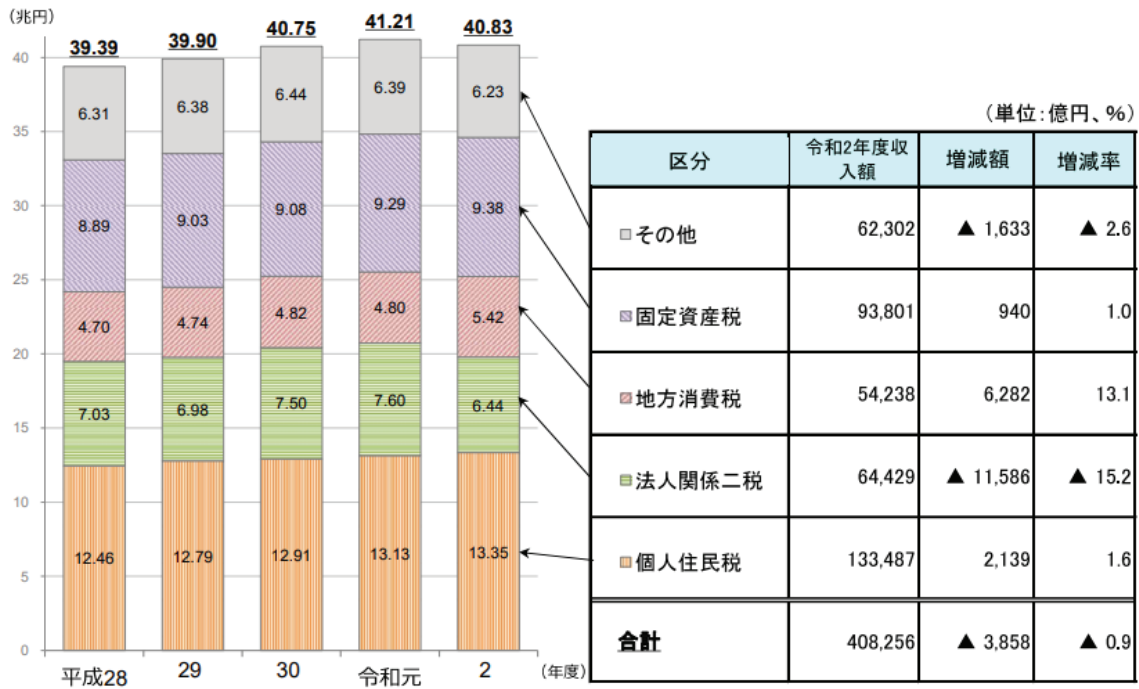 （兆円）
39.39 39.90 40.75 41.21 40.83
40
35
30
25
20
15
10
5
0
6.31 6.38 6.44 6.39 6.23
8.89 9.03 9.08 9.29 9.38
4.70 4.74 4.82 4.80 5.42
7.03 6.98 7.50 7.60 6.44
12.46 12.79 12.91 13.13 13.35
平成28 29 30 令和元 2 (年度)
（単位：億円、%）
区分 令和2年度収入額 増減額 増減率
その他 62,302 ▲ 1,633 ▲ 2.6
固定資産税 93,801 940 1.0
地方消費税 54,238 6,282 13.1
法人関係二税 64,429 ▲ 11,586 ▲ 15.2
個人住民税 133,487 2,139 1.6
合計 408,256 ▲ 3,858 ▲ 0.9